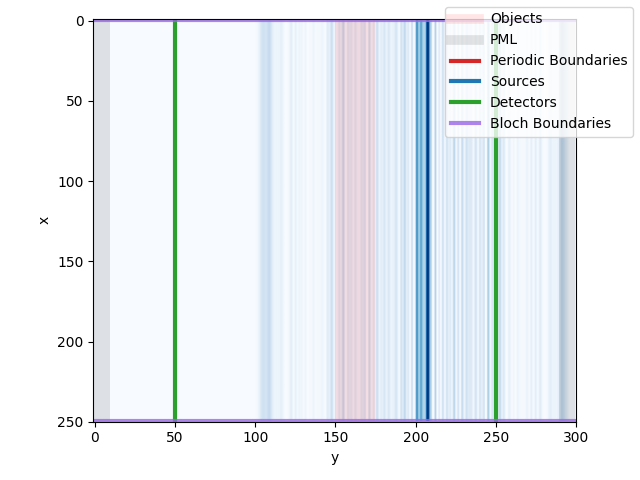 Objects
PML
Periodic Boundaries
Sources
Detectors
Bloch Boundaries
0
50
100
150
200
250
x
0
50
100
150
200
250
300
y